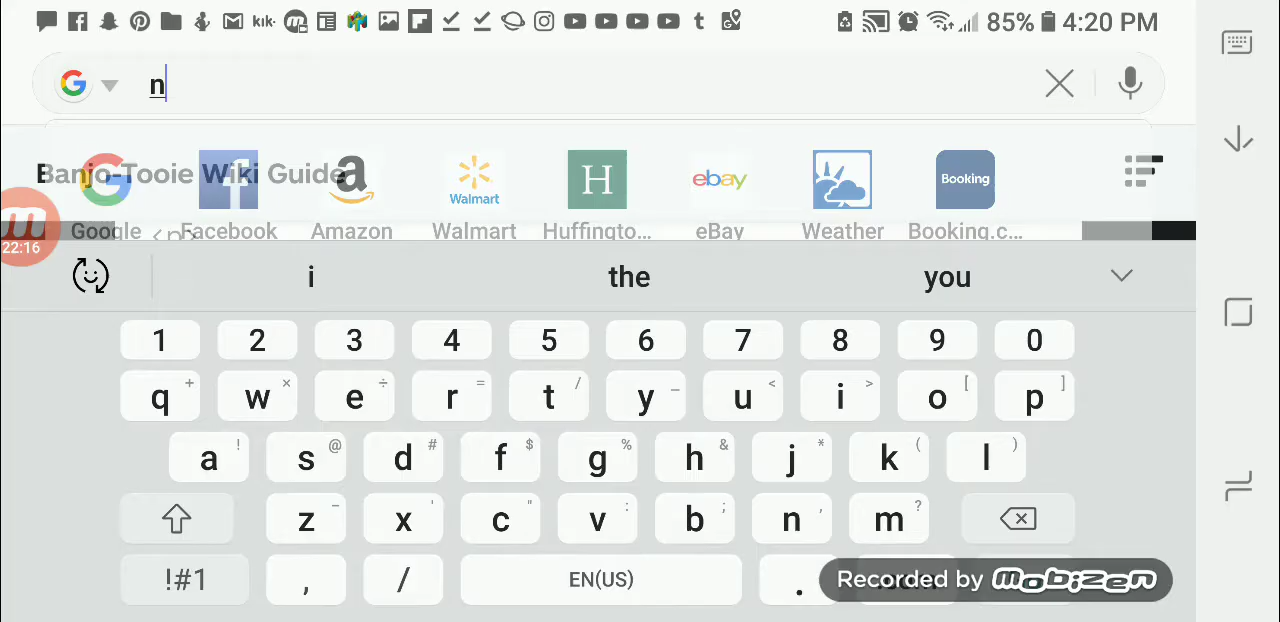 kik. 85% 4:20 PM
n
Banjo-Tooie Wiki Guide
a Walmart H ebay Booking
Google Facebook Amazon Walmart Huffingto... eBay Weather Booking.c...
22:16
i the you
1 2 3 4 5 6 7 8 9 0
q + w × e ÷ r = t / y _ u < i > o [ p ]
a ! s @ d # f $ g % h & j * k ( l )
z - x ' c " v : b ; n , m ?
!#1 , / EN(US) .
Recorded by mobizen